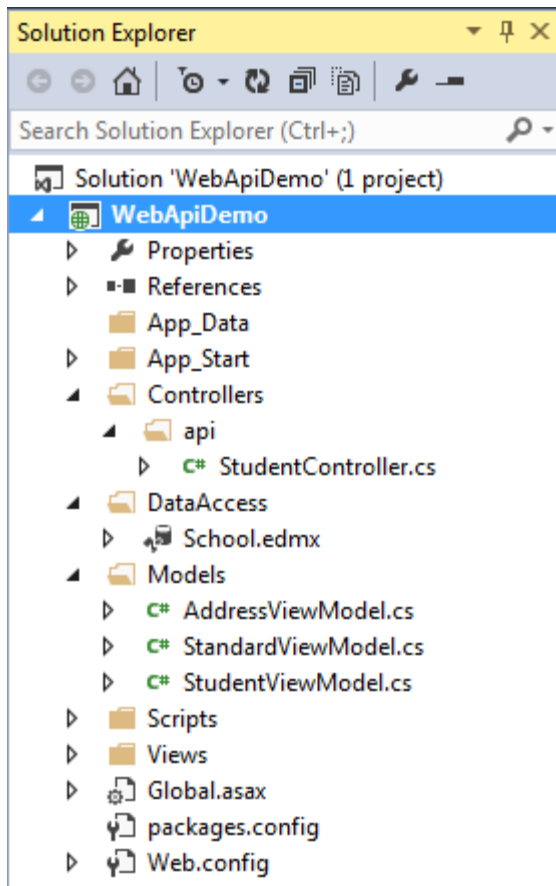 Solution Explorer
Search Solution Explorer (Ctrl+;)
Solution 'WebApiDemo' (1 project)
WebApiDemo
Properties
References
App_Data
App_Start
Controllers
api
C# StudentController.cs
DataAccess
School.edmx
Models
C# AddressViewModel.cs
C# StandardViewModel.cs
C# StudentViewModel.cs
Scripts
Views
Global.asax
packages.config
Web.config